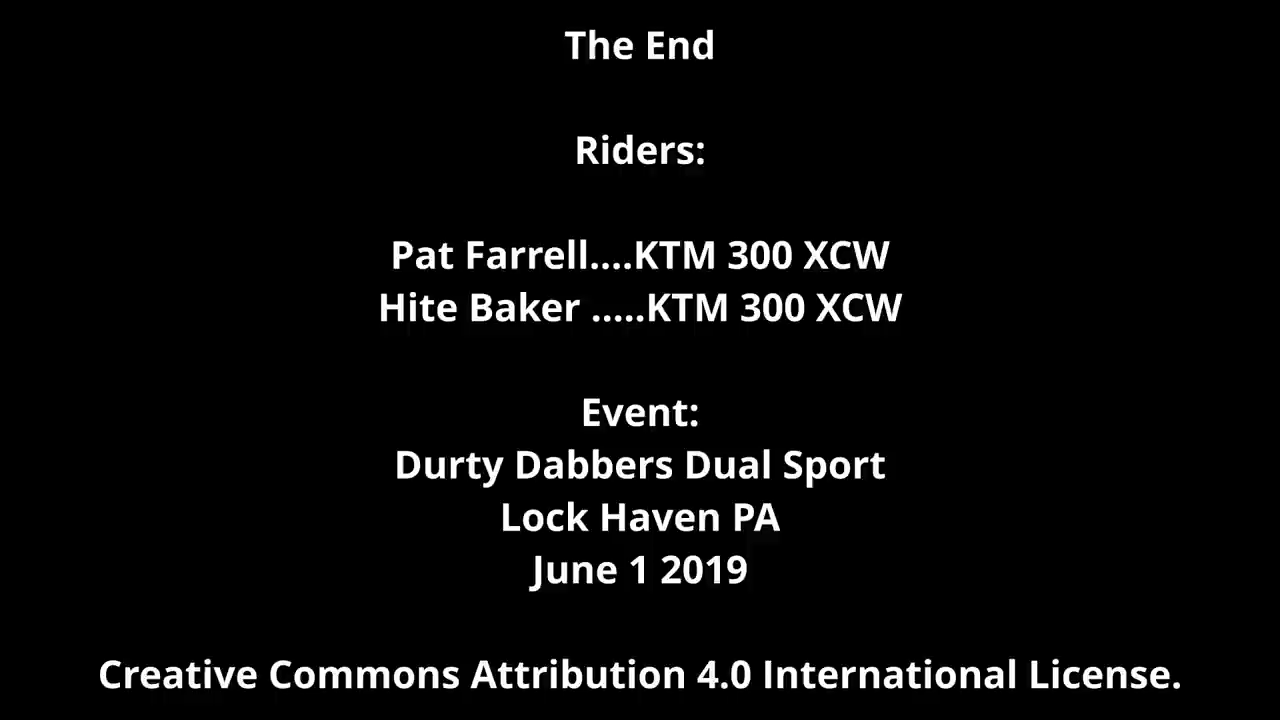 The End
Riders:
Pat Farrell....KTM 300 XCW
Hite Baker .....KTM 300 XCW
Event:
Durty Dabbers Dual Sport
Lock Haven PA
June 1 2019
Creative Commons Attribution 4.0 International License.